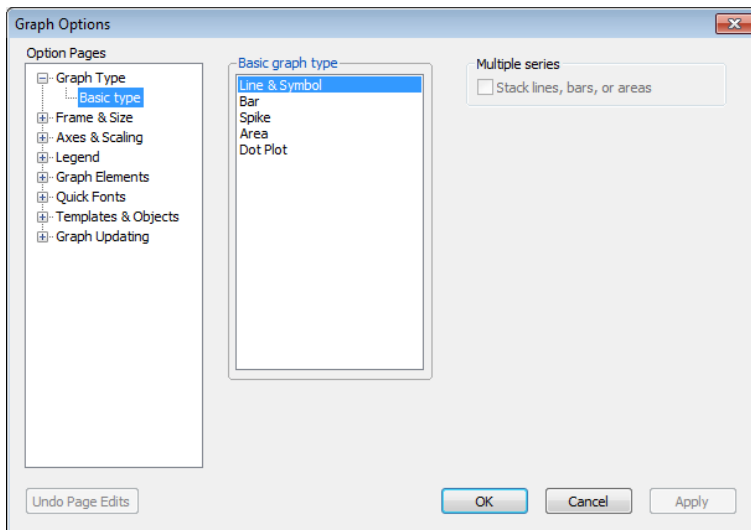 Graph Options
Option Pages
Graph Type
Basic type
Frame & Size
Axes & Scaling
Legend
Graph Elements
Quick Fonts
Templates & Objects
Graph Updating
Basic graph type
Line & Symbol
Bar
Spike
Area
Dot Plot
Multiple series
Stack lines, bars, or areas
Undo Page Edits
OK
Cancel
Apply